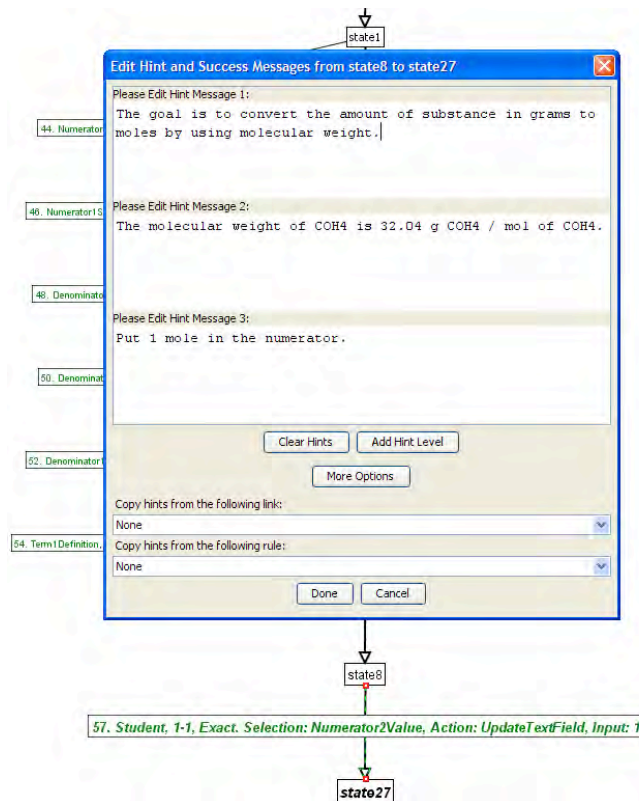 state1
Edit Hint and Success Messages from state8 to state27
Please Edit Hint Message 1:
The goal is to convert the amount of substance in grams to
moles by using molecular weight.
44. Numerator
Please Edit Hint Message 2:
46. Numerator1S
The molecular weight of COH4 is 32.04 g COH4 / mol of COH4.
48. Denominato
Please Edit Hint Message 3:
Put 1 mole in the numerator.
50. Denominat
Clear Hints
Add Hint Level
52. Denominator1
More Options
Copy hints from the following link:
None
54. Term1Definition,
Copy hints from the following rule:
None
Done
Cancel
state8
57. Student, 1-1, Exact. Selection: Numerator2Value, Action: UpdateTextField, Input: 1
state27